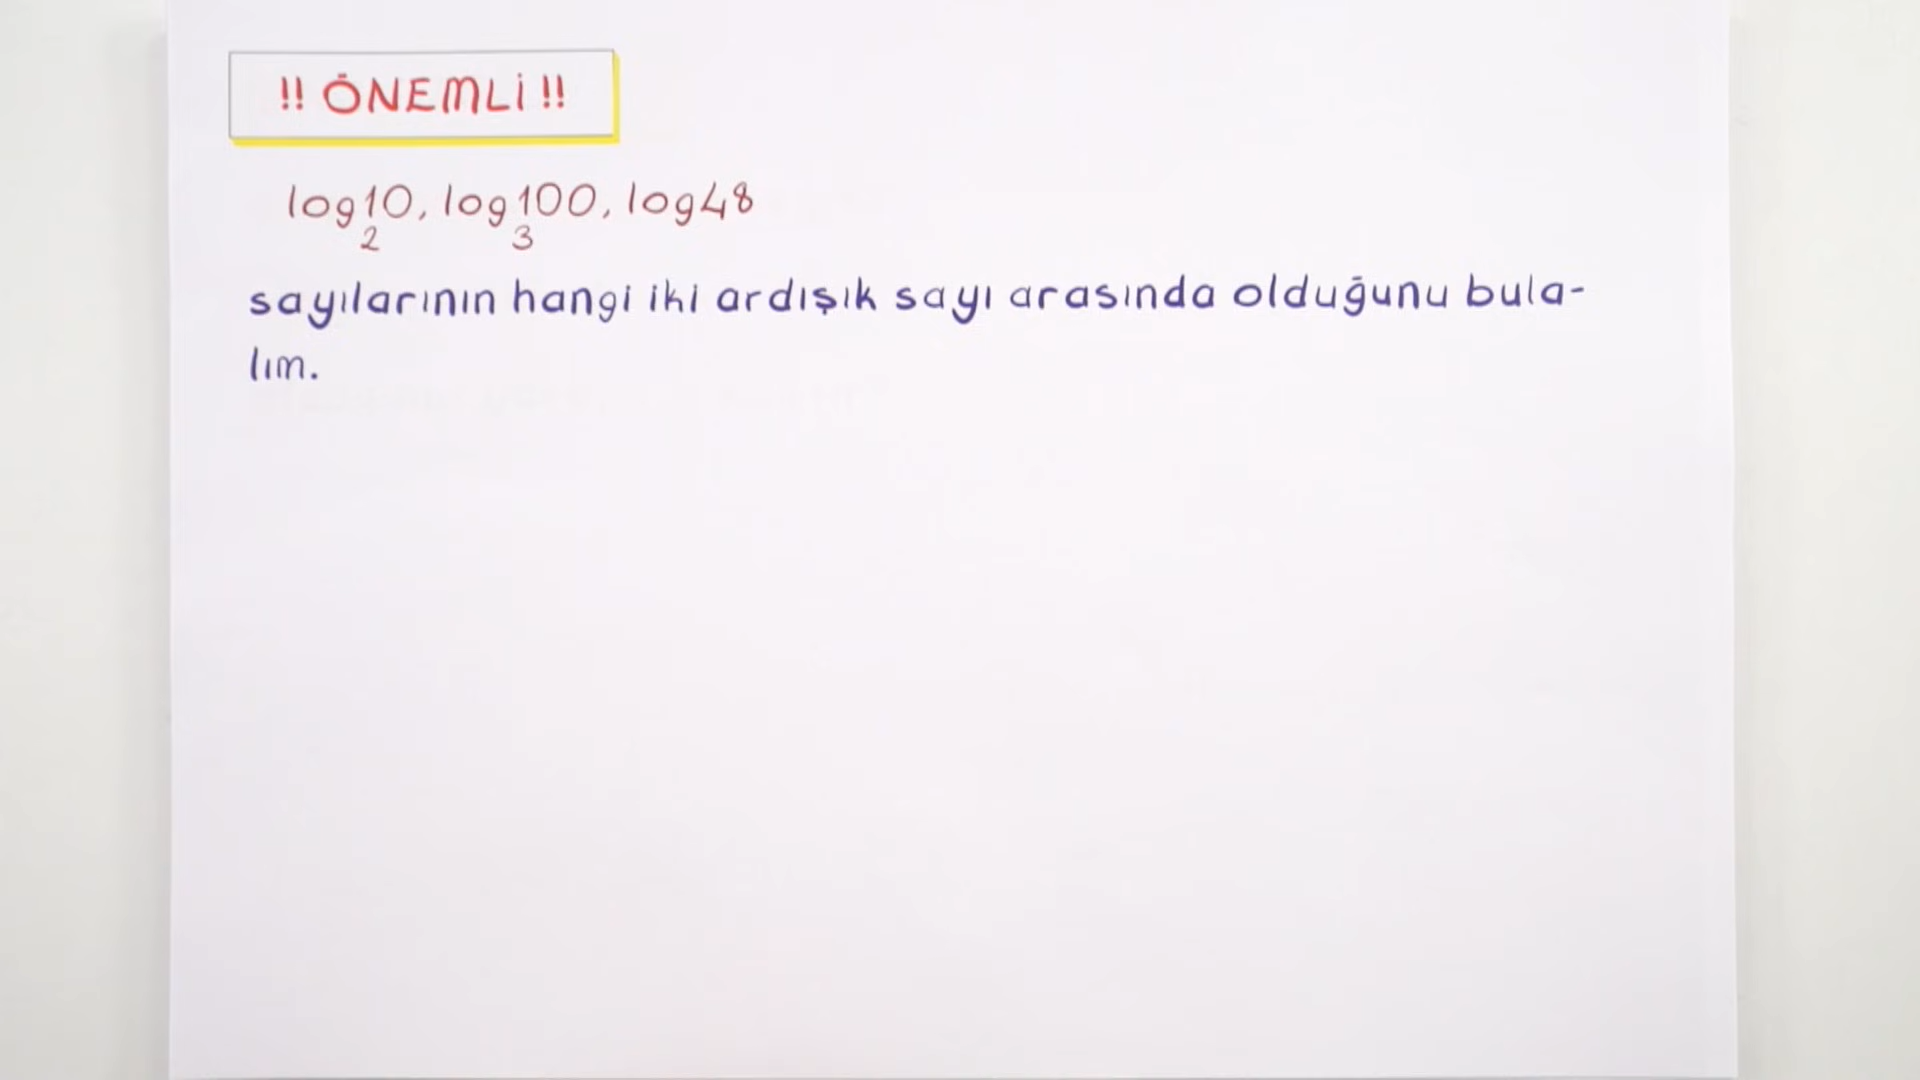 !! ÖNEMLİ !!
log₂10, log₃100, log48
sayılarının hangi iki ardışık sayı arasında olduğunu bula-
lım.